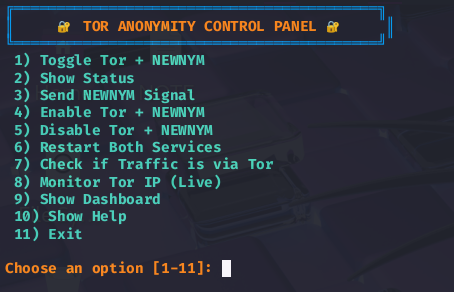 🔐 TOR ANONYMITY CONTROL PANEL 🔐
1) Toggle Tor + NEWNYM
2) Show Status
3) Send NEWNYM Signal
4) Enable Tor + NEWNYM
5) Disable Tor + NEWNYM
6) Restart Both Services
7) Check if Traffic is via Tor
8) Monitor Tor IP (Live)
9) Show Dashboard
10) Show Help
11) Exit
Choose an option [1-11]: